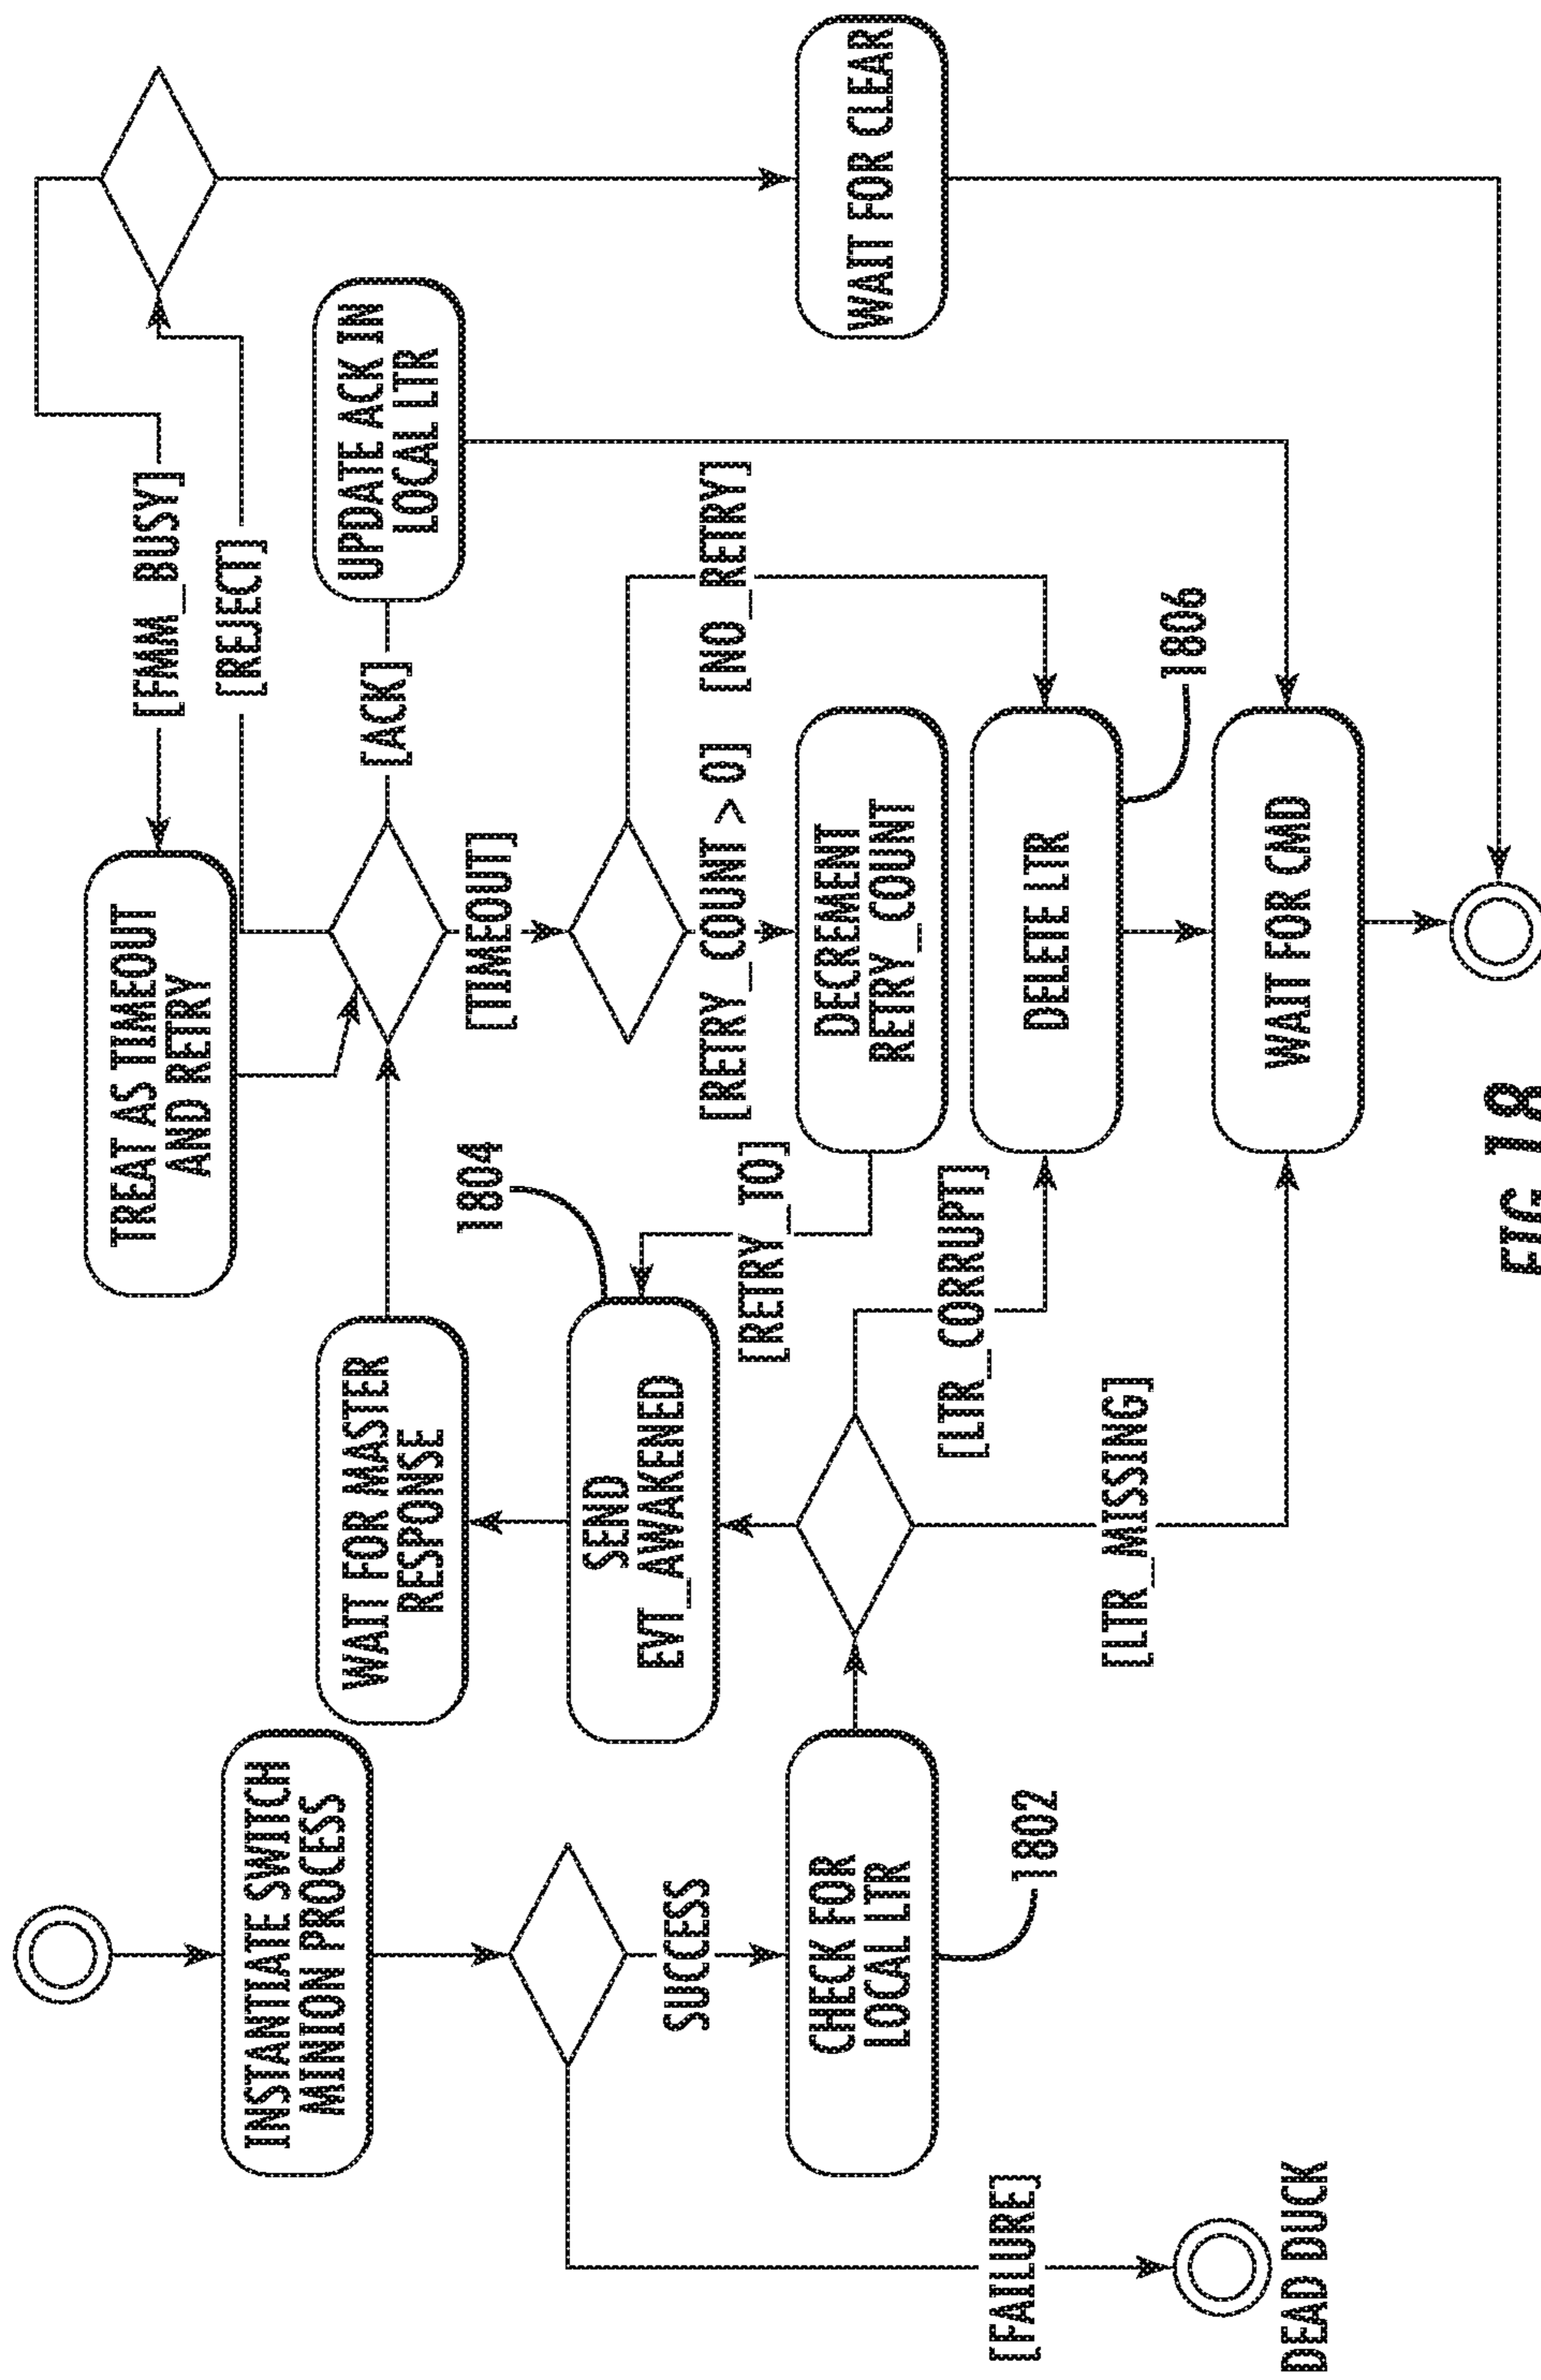 INSTANTIATE SWITCH
MINION PROCESS
SUCCESS
[FAILURE]
DEAD DUCK
CHECK FOR
LOCAL LTR
1802
WAIT FOR MASTER
RESPONSE
SEND
EVT_AWAKENED
1804
[RETRY_TO]
[LTR_CORRUPT]
[LTR_MISSING]
TREAT AS TIMEOUT
AND RETRY
[FMM_BUSY]
[REJECT]
[ACK]
UPDATE ACK IN
LOCAL LTR
[TIMEOUT]
[RETRY_COUNT > 0]
[NO_RETRY]
DECREMENT
RETRY_COUNT
DELETE LTR
1806
WAIT FOR CMD
WAIT FOR CLEAR
FIG 18